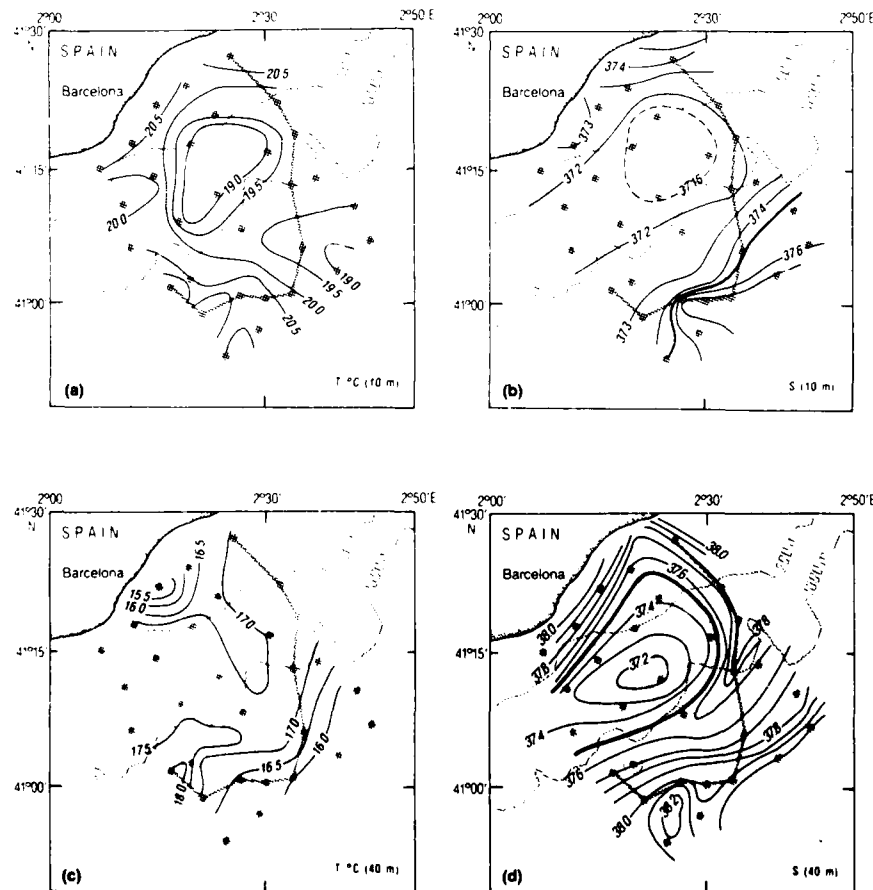 2°00'
2°30'
2°50'E
41°30'
N
SPAIN
Barcelona
20.5
20.5
41°15'
19.0
19.5
20.0
19.0
19.5
20.0
20.5
41°00'
(a)
T °C (10 m)
2°00'
2°30'
2°50'E
41°30'
N
SPAIN
Barcelona
37.4
37.3
41°15'
37.2
37.16
37.4
37.2
37.6
41°00'
37.3
(b)
S (10 m)
2°00'
2°30'
2°50'E
41°30'
N
SPAIN
Barcelona
16.5
15.5
16.0
17.0
41°15'
17.0
16.0
17.5
16.5
18.0
41°00'
(c)
T °C (40 m)
2°00'
2°30'
2°50'E
41°30'
N
SPAIN
Barcelona
38.0
37.6
37.4
38.0
37.8
41°15'
37.8
37.2
37.4
37.8
37.6
41°00'
38.2
38.0
(d)
S (40 m)